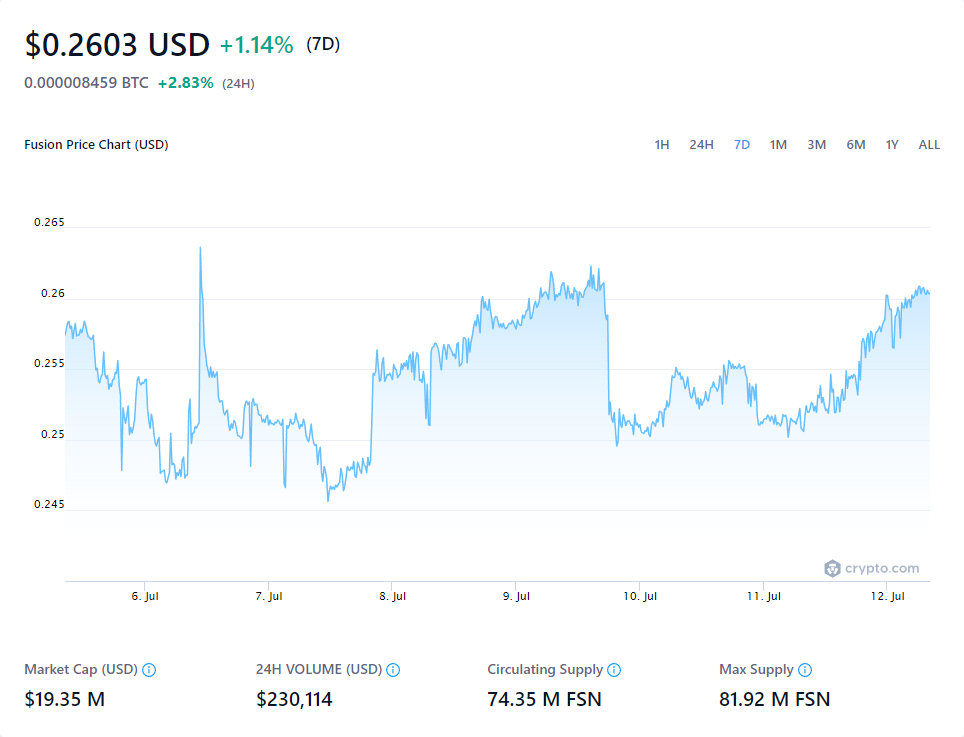 $0.2603 USD +1.14% (7D)
0.000008459 BTC +2.83% (24H)
Fusion Price Chart (USD)
1H 24H 7D 1M 3M 6M 1Y ALL
0.265
0.26
0.255
0.25
0.245
crypto.com
6. Jul 7. Jul 8. Jul 9. Jul 10. Jul 11. Jul 12. Jul
Market Cap (USD) 24H VOLUME (USD) Circulating Supply Max Supply
$19.35 M $230,114 74.35 M FSN 81.92 M FSN